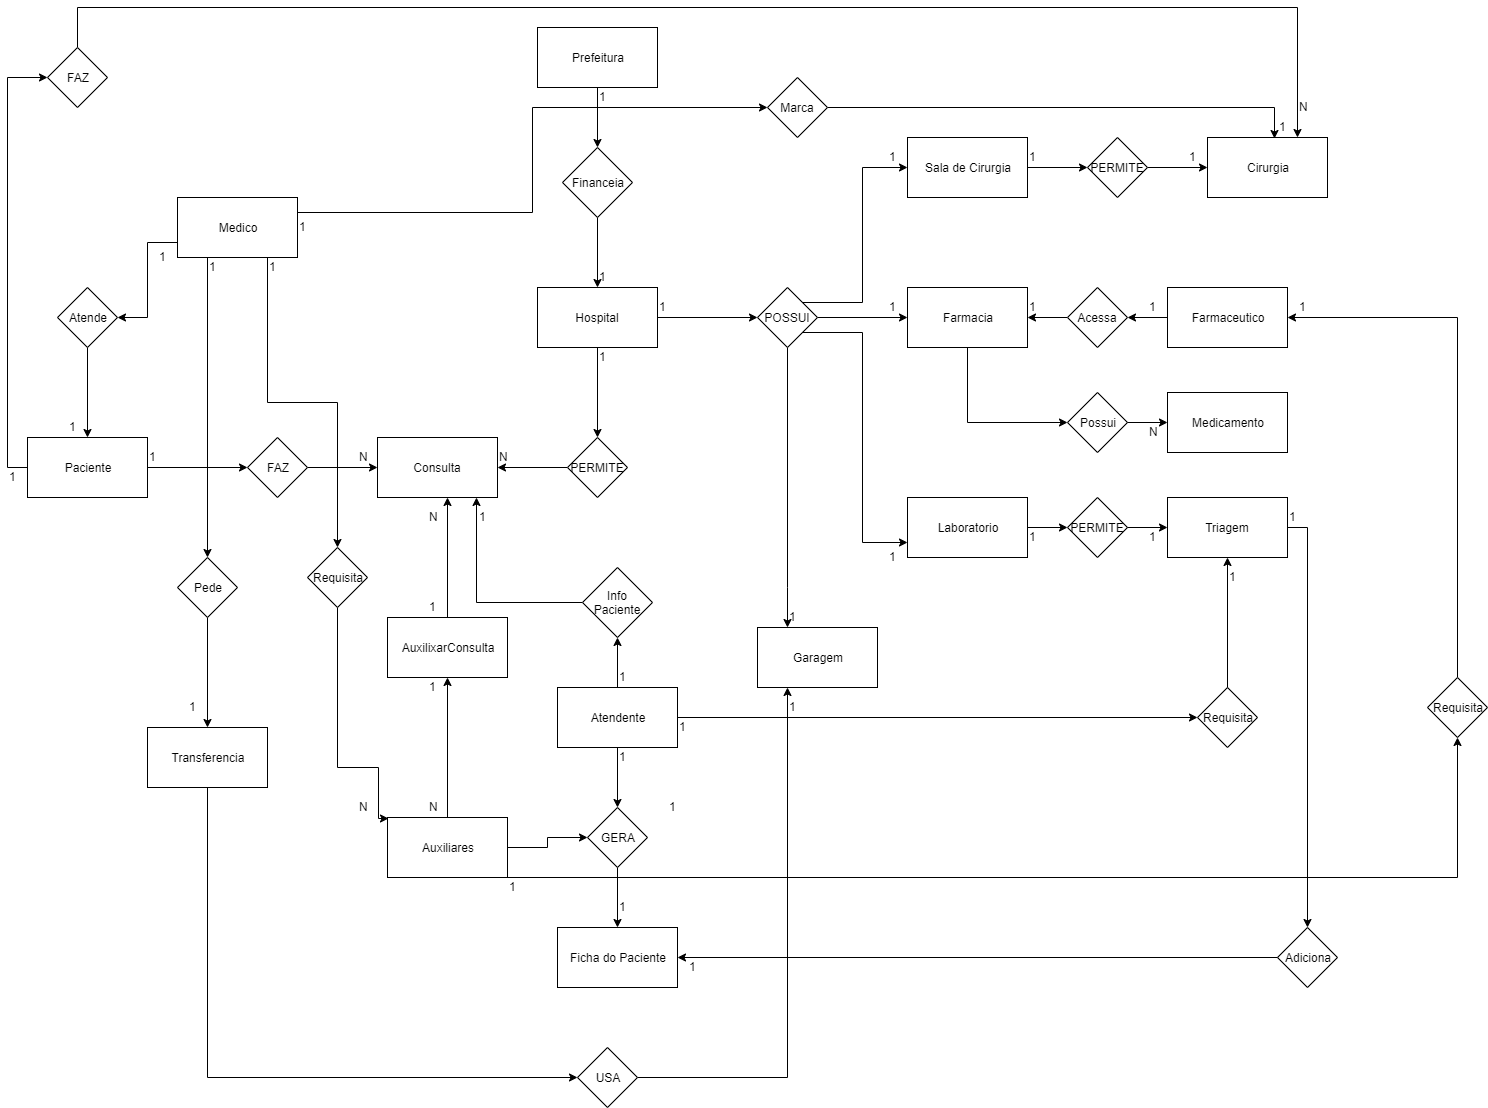 Prefeitura
1
FAZ
N
Marca
1
1
Sala de Cirurgia
1
PERMITE
1
Cirurgia
Financeia
Medico
1
1
1
1
1
Atende
Hospital
1
POSSUI
1
Farmacia
1
Acessa
1
Farmaceutico
1
1
1
Paciente
1
1
FAZ
N
Consulta
N
PERMITE
Possui
N
Medicamento
N
1
Laboratorio
1
PERMITE
1
Triagem
1
1
Pede
Requisita
Info
Paciente
1
1
AuxilixarConsulta
1
1
Garagem
1
1
Atendente
1
1
Requisita
Requisita
Transferencia
1
N
N
1
Auxiliares
GERA
1
1
Ficha do Paciente
1
Adiciona
USA